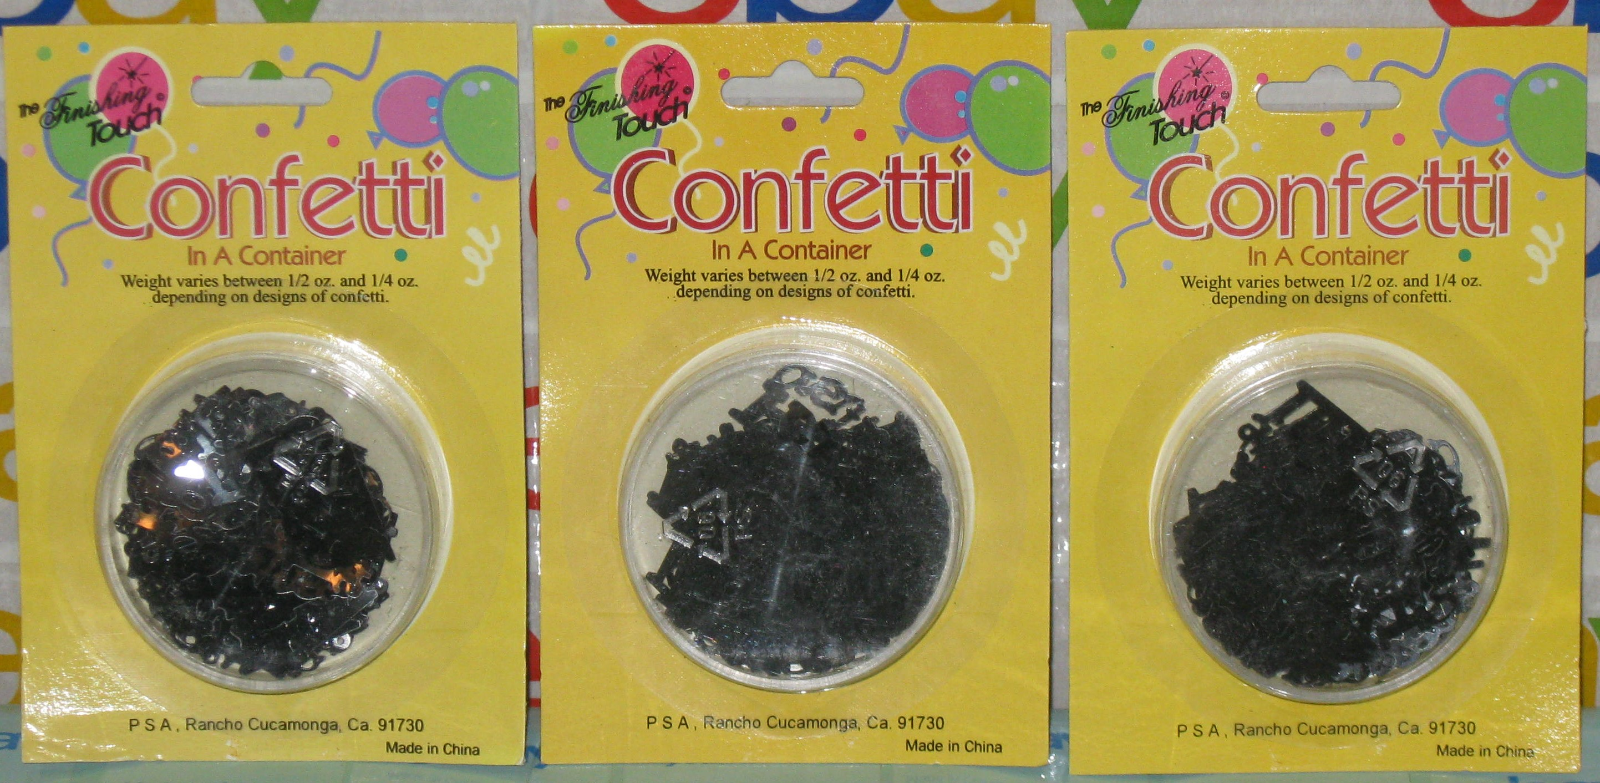 The Finishing Touch
Confetti
In A Container
Weight varies between 1/2 oz. and 1/4 oz.
depending on designs of confetti.
P S A , Rancho Cucamonga, Ca. 91730
Made in China
The Finishing Touch
Confetti
In A Container
Weight varies between 1/2 oz. and 1/4 oz.
depending on designs of confetti.
PS
P S A , Rancho Cucamonga, Ca. 91730
Made in China
The Finishing Touch
Confetti
In A Container
Weight varies between 1/2 oz. and 1/4 oz.
depending on designs of confetti.
PS
P S A , Rancho Cucamonga, Ca. 91730
Made in China